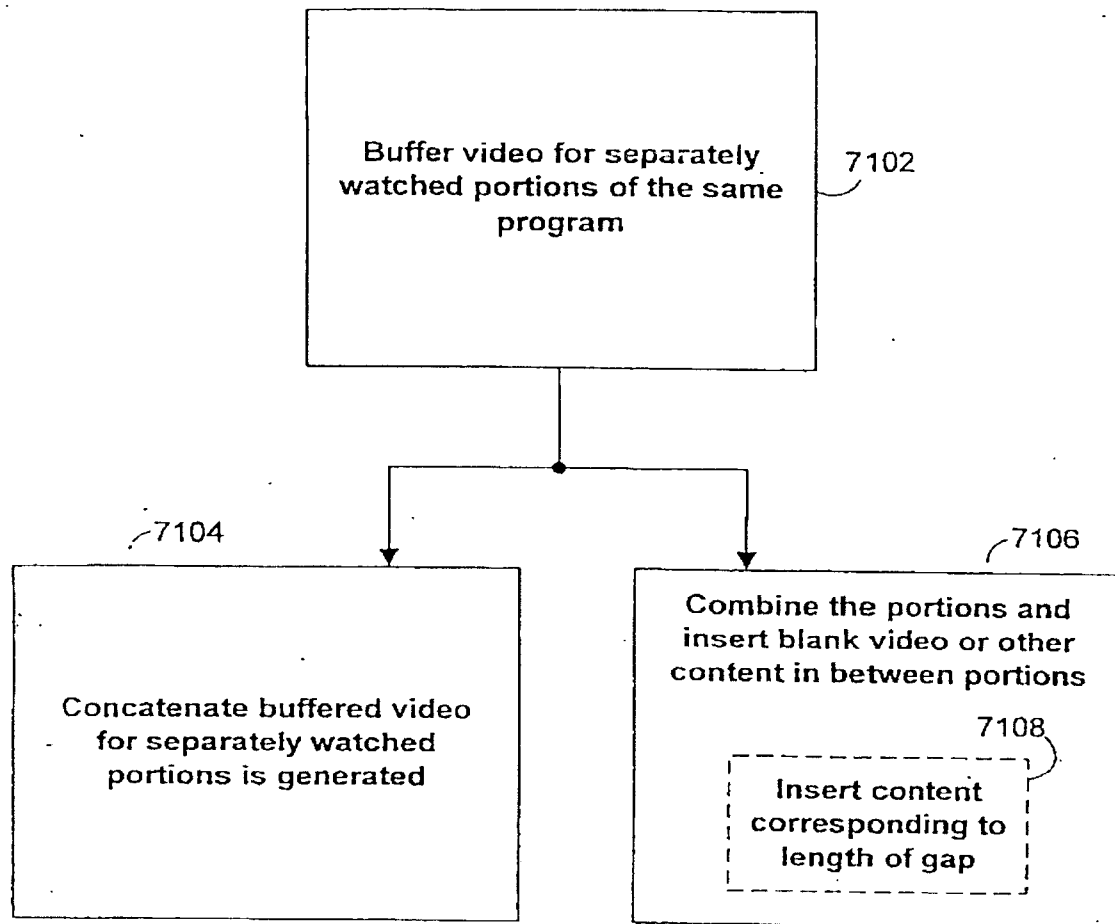 Buffer video for separately
watched portions of the same
program
7102
7104
Concatenate buffered video
for separately watched
portions is generated
7106
Combine the portions and
insert blank video or other
content in between portions
7108
Insert content
corresponding to
length of gap